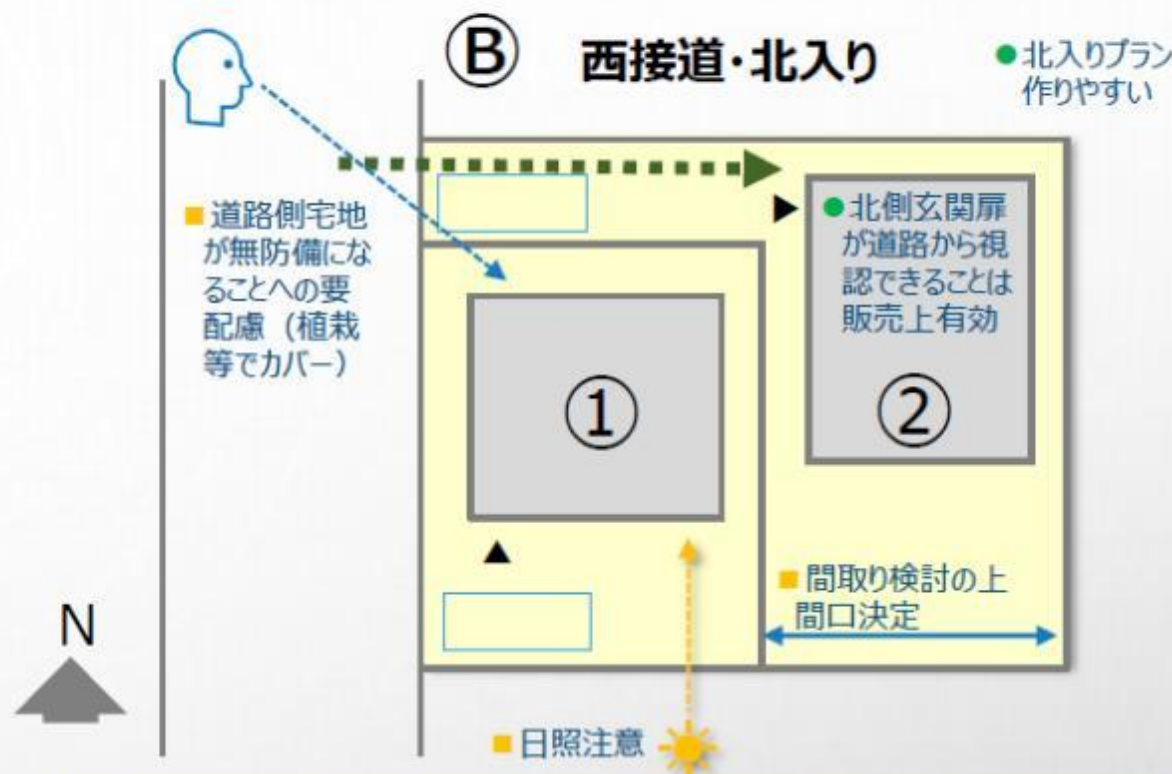 Ⓑ 西接道・北入り
●北入りプラン
作りやすい
■道路側宅地
が無防備にな
ることへの要
配慮(植栽
等でカバー)
●北側玄関扉
が道路から視
認できることは
販売上有効
①
②
■間取り検討の上
間口決定
N
■日照注意